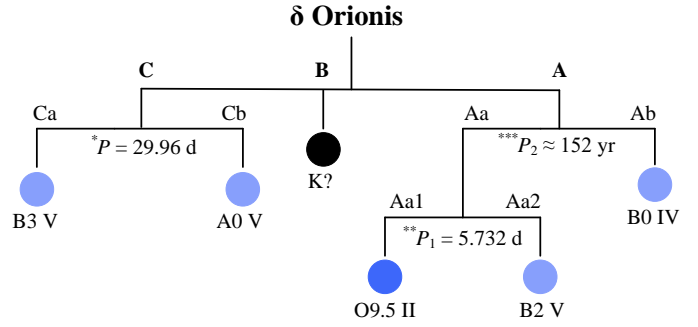 δ Orionis
C B A
Ca Cb Aa Ab
*P = 29.96 d ***P₂ ≈ 152 yr
K?
B3 V A0 V Aa1 Aa2 B0 IV
**P₁ = 5.732 d
O9.5 II B2 V